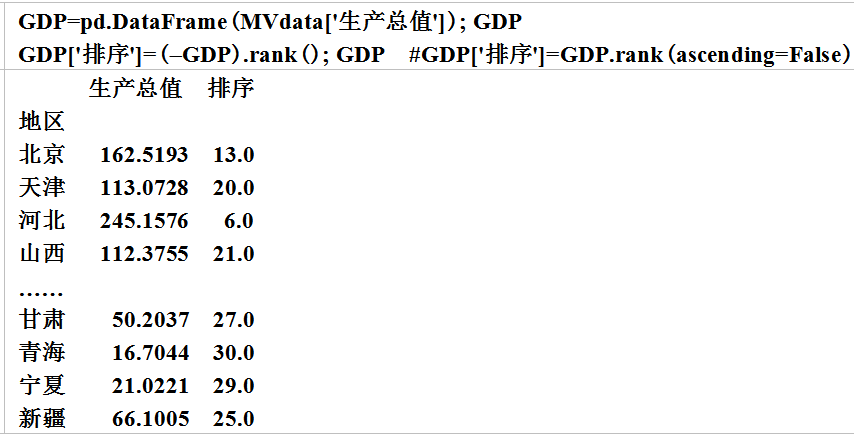 GDP=pd.DataFrame(MVdata['生产总值']); GDP
GDP['排序']=(–GDP).rank(); GDP #GDP['排序']=GDP.rank(ascending=False)
生产总值 排序
地区
北京 162.5193 13.0
天津 113.0728 20.0
河北 245.1576 6.0
山西 112.3755 21.0
……
甘肃 50.2037 27.0
青海 16.7044 30.0
宁夏 21.0221 29.0
新疆 66.1005 25.0